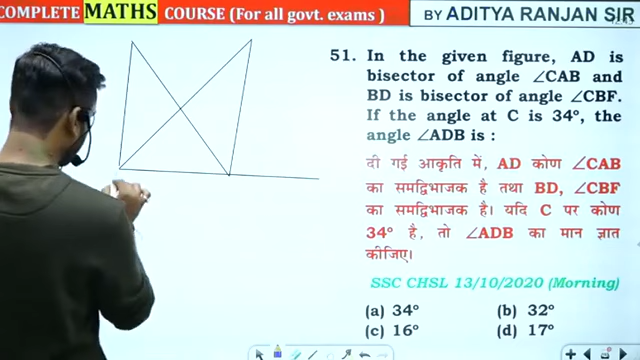 COMPLETE MATHS COURSE (For all govt. exams )
BY ADITYA RANJAN SIR
51. In the given figure, AD is
bisector of angle ∠CAB and
BD is bisector of angle ∠CBF.
If the angle at C is 34°, the
angle ∠ADB is :
दी गई आकृति में, AD कोण ∠CAB
का समद्विभाजक है तथा BD, ∠CBF
का समद्विभाजक है। यदि C पर कोण
34° है, तो ∠ADB का मान ज्ञात
कीजिए।
SSC CHSL 13/10/2020 (Morning)
(a) 34° (b) 32°
(c) 16° (d) 17°